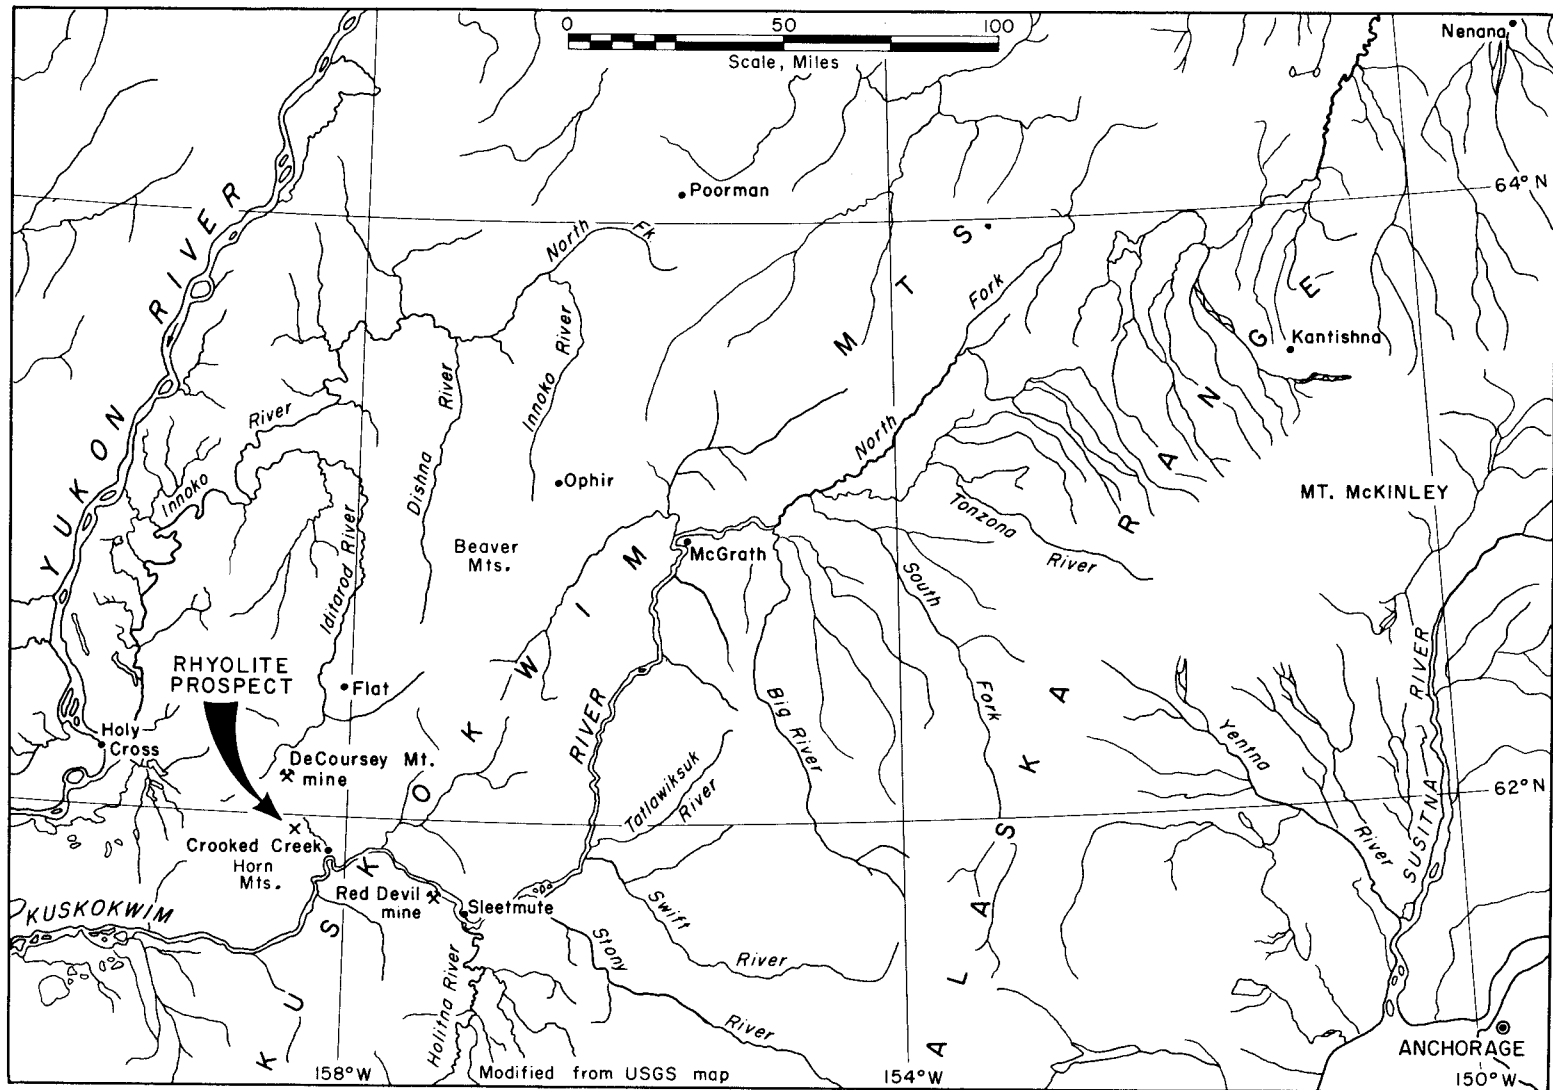 0 50 100
Scale, Miles
Nenana
64° N
Poorman
YUKON RIVER
North Fk
Innoko River
Dishna River
North Fork
Kantishna
River
Innoko
Iditarod River
Ophir
Beaver
Mts.
McGrath
Tonzona River
MT. McKINLEY
South Fork
ALASKA RANGE
KUSKOKWIM MTS.
RHYOLITE
PROSPECT
Flat
Holy
Cross
DeCoursey Mt.
mine
RIVER
Big River
Tatlawiksuk
River
Yentna River
SUSITNA RIVER
62° N
Crooked Creek
Horn
Mts.
Red Devil
mine
Sleetmute
KUSKOKWIM
Swift River
Stony River
Holitna River
ANCHORAGE
158° W
Modified from USGS map
154° W
150° W